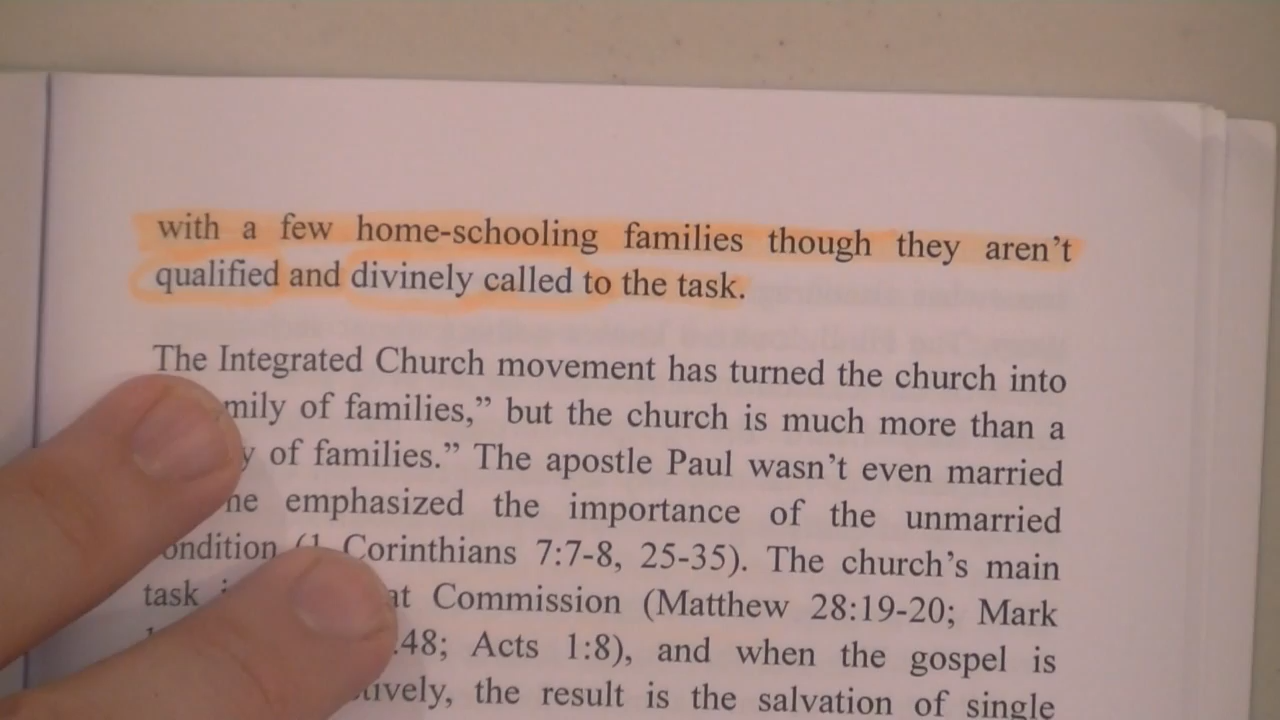 with a few home-schooling families though they aren't
qualified and divinely called to the task.
The Integrated Church movement has turned the church into
mily of families,” but the church is much more than a
y of families.” The apostle Paul wasn’t even married
he emphasized the importance of the unmarried
ondition (1 Corinthians 7:7-8, 25-35). The church’s main
task at Commission (Matthew 28:19-20; Mark
.48; Acts 1:8), and when the gospel is
tively, the result is the salvation of single